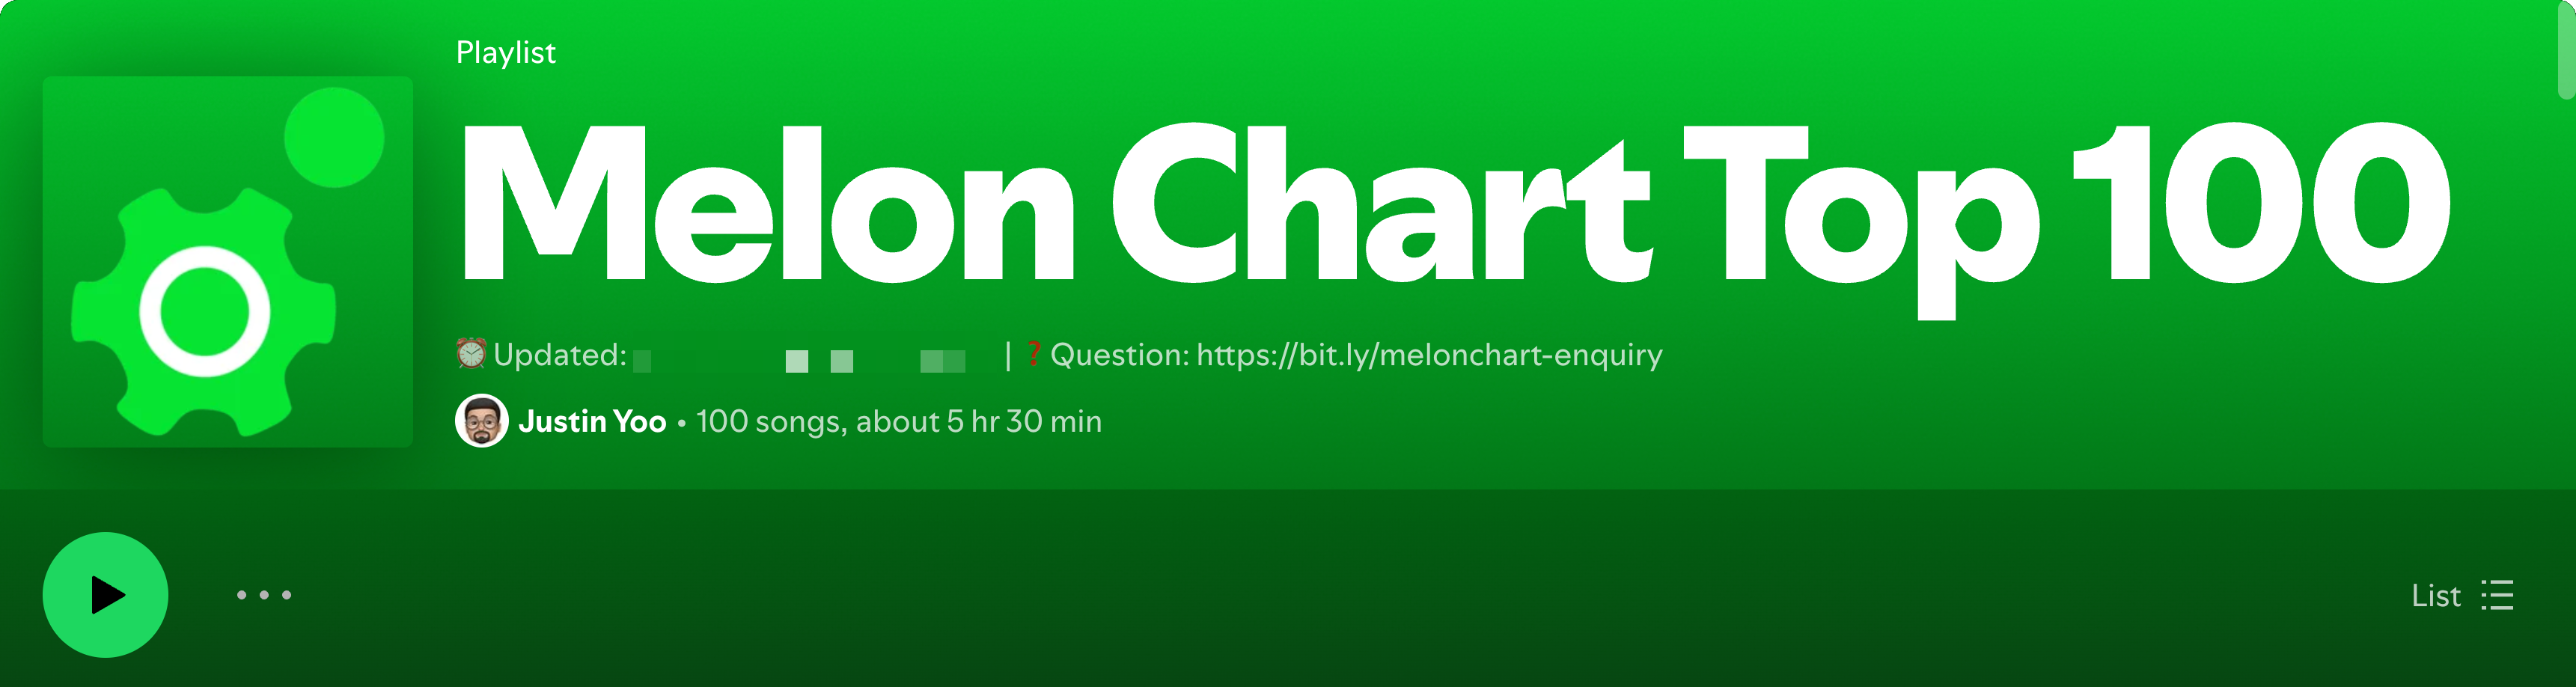 Playlist
Melon Chart Top 100
⏰ Updated: | ❓ Question: https://bit.ly/melonchart-enquiry
Justin Yoo • 100 songs, about 5 hr 30 min
List